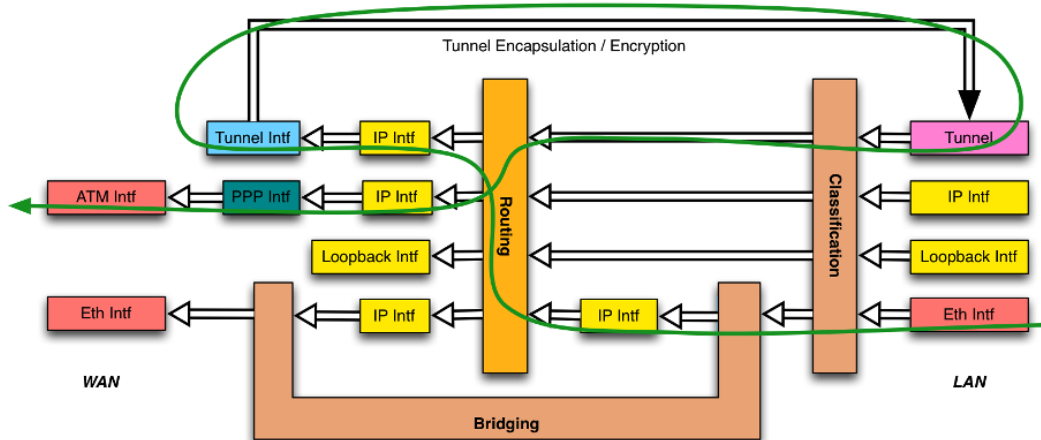 Tunnel Encapsulation / Encryption
Tunnel Intf
IP Intf
Tunnel
ATM Intf
PPP Intf
IP Intf
Routing
Classification
IP Intf
Loopback Intf
Loopback Intf
Eth Intf
IP Intf
IP Intf
Eth Intf
WAN
LAN
Bridging